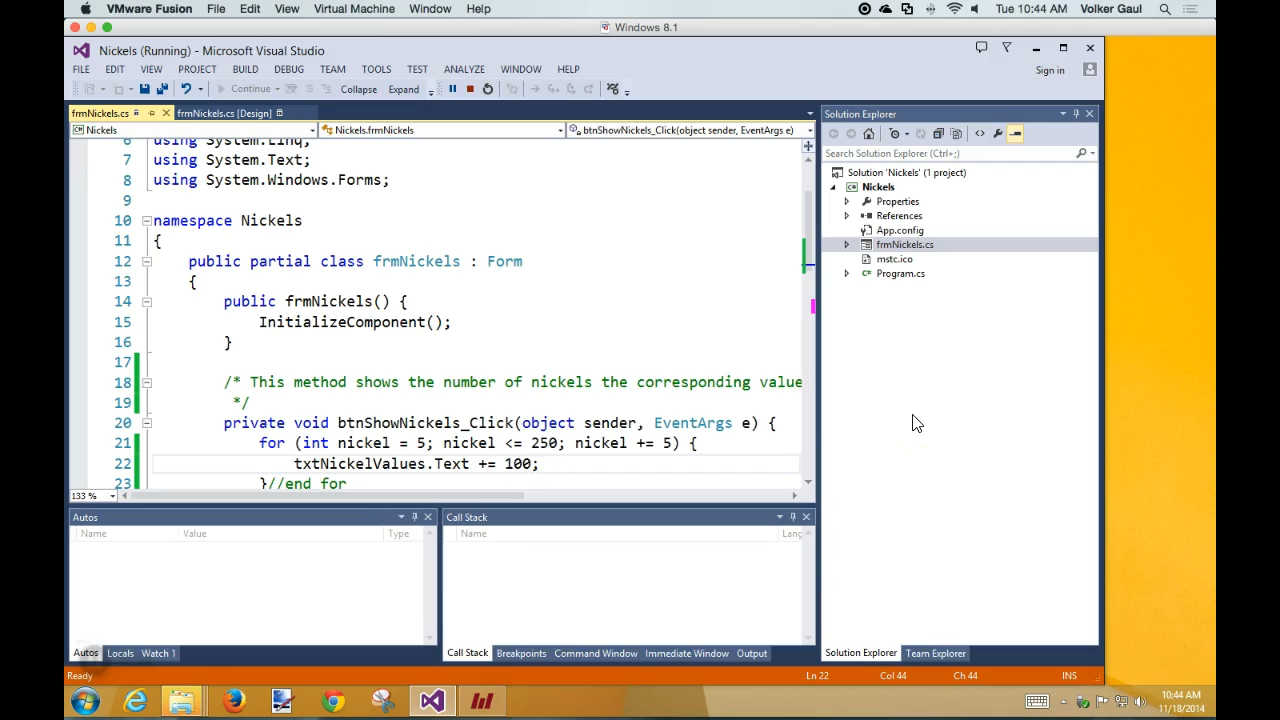 VMware Fusion File Edit View Virtual Machine Window Help Tue 10:44 AM Volker Gaul
Windows 8.1
Nickels (Running) - Microsoft Visual Studio
FILE EDIT VIEW PROJECT BUILD DEBUG TEAM TOOLS TEST ANALYZE WINDOW HELP Sign in
Continue Collapse Expand
frmNickels.cs frmNickels.cs [Design]
Nickels Nickels.frmNickels btnShowNickels_Click(object sender, EventArgs e)
6 using System.Linq;
7 using System.Text;
8 using System.Windows.Forms;
9
10 namespace Nickels
11 {
12 public partial class frmNickels : Form
13 {
14 public frmNickels() {
15 InitializeComponent();
16 }
17
18 /* This method shows the number of nickels the corresponding value
19 */
20 private void btnShowNickels_Click(object sender, EventArgs e) {
21 for (int nickel = 5; nickel <= 250; nickel += 5) {
22 txtNickelValues.Text += 100;
23 }//end for
133 %
Solution Explorer
Search Solution Explorer (Ctrl+;)
Solution 'Nickels' (1 project)
Nickels
Properties
References
App.config
frmNickels.cs
mstc.ico
Program.cs
Autos
Name Value Type
Call Stack
Name Lang
Autos Locals Watch 1
Call Stack Breakpoints Command Window Immediate Window Output
Solution Explorer Team Explorer
Ready Ln 22 Col 44 Ch 44 INS
10:44 AM
11/18/2014